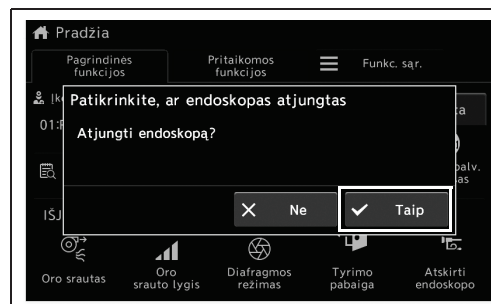 Pradžia
Pagrindinės
funkcijos
Pritaikomos
funkcijos
Funkc. sąr.
Patikrinkite, ar endoskopas atjungtas
01:
Atjungti endoskopą?
IŠJ
Ne
Taip
Oro srautas
Oro
srauto lygis
Diafragmos
režimas
Tyrimo
pabaiga
Atskirti
endoskopo